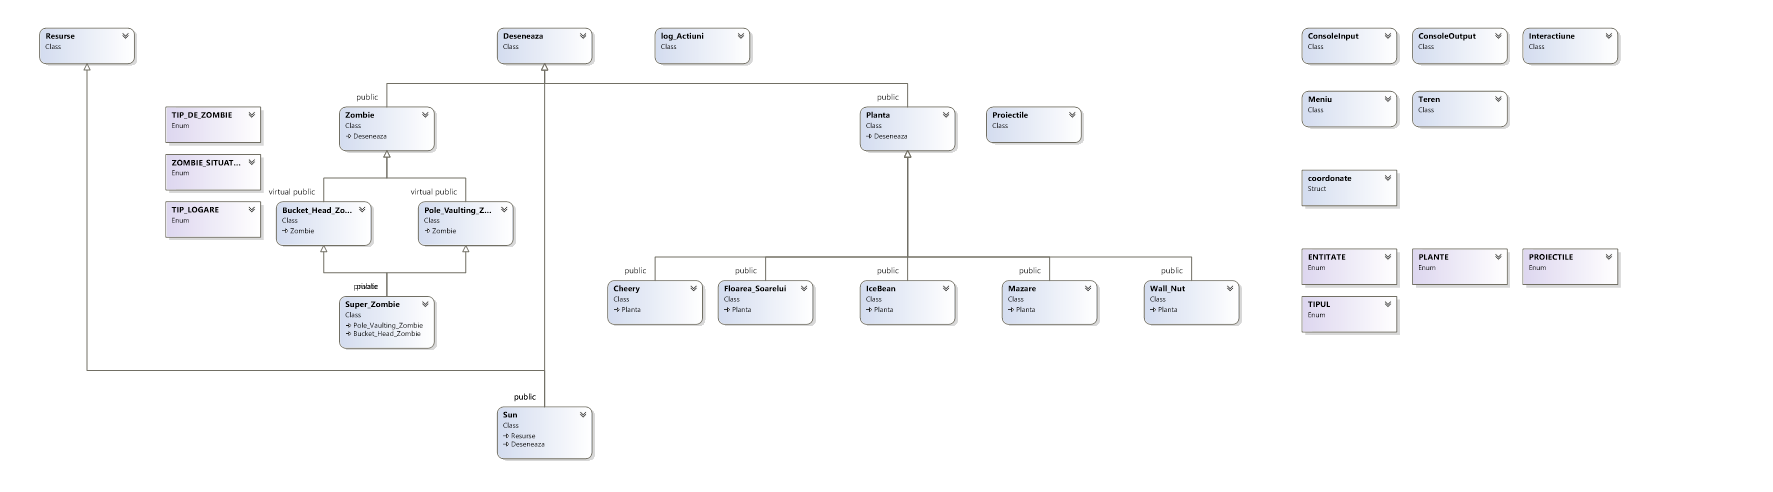 Resurse
Class
Deseneaza
Class
log_Actiuni
Class
ConsoleInput
Class
ConsoleOutput
Class
Interactiune
Class
Meniu
Class
Teren
Class
public
public
TIP_DE_ZOMBIE
Enum
Zombie
Class
Deseneaza
Planta
Class
Deseneaza
Proiectile
Class
ZOMBIE_SITUAT...
Enum
coordonate
Struct
virtual public
virtual public
TIP_LOGARE
Enum
Bucket_Head_Zo...
Class
Zombie
Pole_Vaulting_Z...
Class
Zombie
ENTITATE
Enum
PLANTE
Enum
PROIECTILE
Enum
public
public
public
public
public
Cheery
Class
Planta
Floarea_Soarelui
Class
Planta
IceBean
Class
Planta
Mazare
Class
Planta
Wall_Nut
Class
Planta
Super_Zombie
Class
Pole_Vaulting_Zombie
Bucket_Head_Zombie
TIPUL
Enum
public
Sun
Class
Resurse
Deseneaza